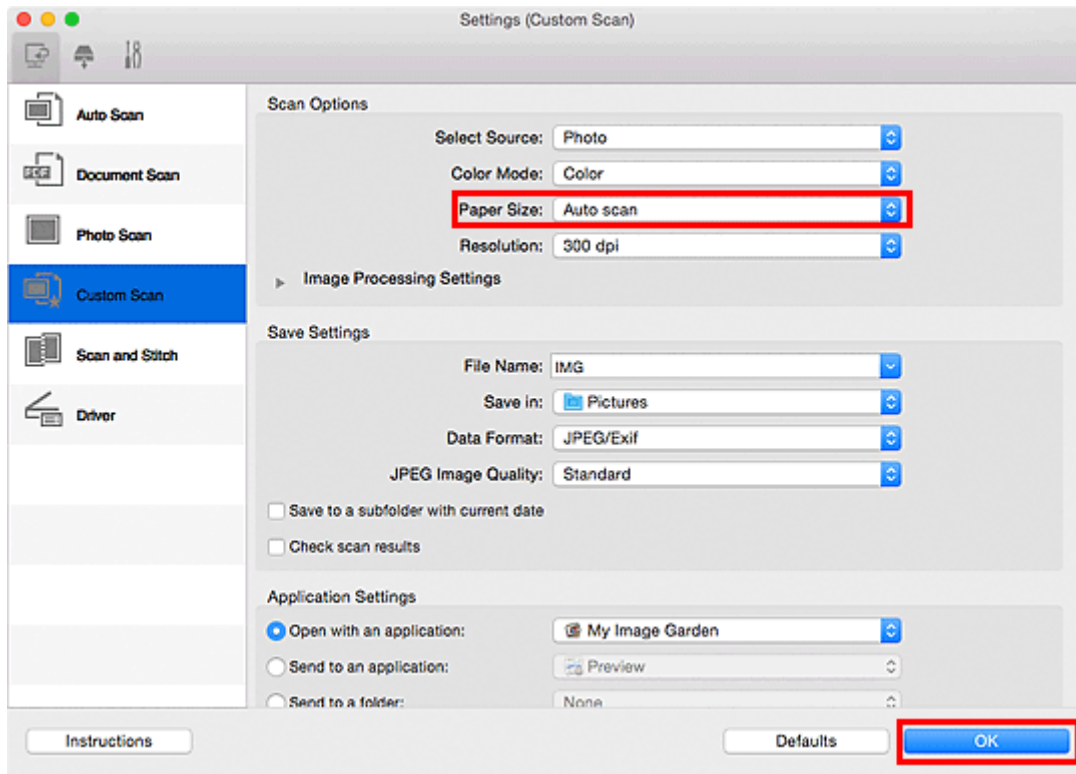 Settings (Custom Scan)
Auto Scan
PDF
Document Scan
Photo Scan
Custom Scan
Scan and Stitch
Driver
Scan Options
Select Source: Photo
Color Mode: Color
Paper Size: Auto scan
Resolution: 300 dpi
Image Processing Settings
Save Settings
File Name: IMG
Save in: Pictures
Data Format: JPEG/Exif
JPEG Image Quality: Standard
Save to a subfolder with current date
Check scan results
Application Settings
Open with an application: My Image Garden
Send to an application: Preview
Send to a folder: None
Instructions
Defaults
OK